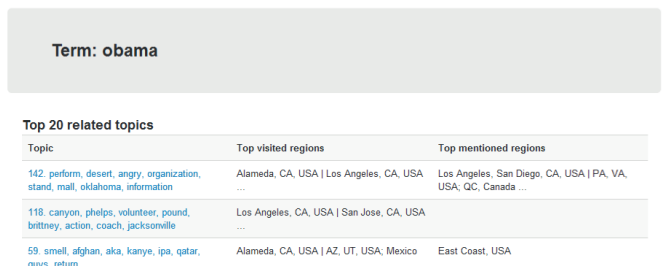 Term: obama
Top 20 related topics
Topic Top visited regions Top mentioned regions
142. perform, desert, angry, organization, Alameda, CA, USA | Los Angeles, CA, USA Los Angeles, San Diego, CA, USA | PA, VA,
stand, mall, oklahoma, information ... USA; QC, Canada ...
118. canyon, phelps, volunteer, pound, Los Angeles, CA, USA | San Jose, CA, USA
brittney, action, coach, jacksonville ...
59. smell, afghan, aka, kanye, ipa, qatar, Alameda, CA, USA | AZ, UT, USA; Mexico East Coast, USA
guys, return